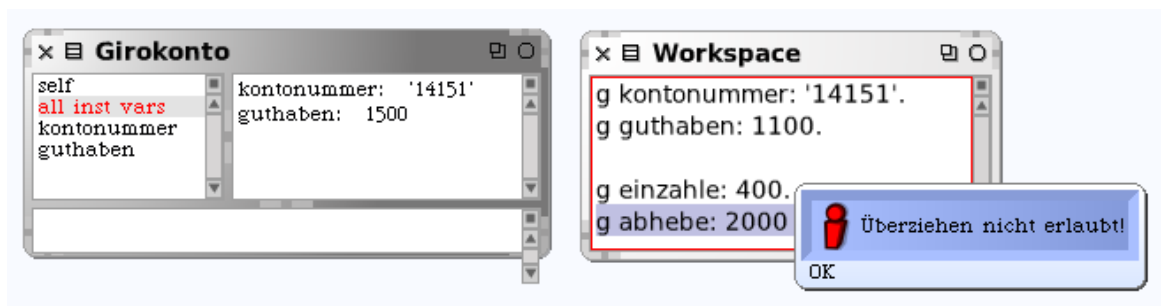 Girokonto
self
all inst vars
kontonummer
guthaben
kontonummer: '14151'
guthaben: 1500
Workspace
g kontonummer: '14151'.
g guthaben: 1100.
g einzahle: 400.
g abhebe: 2000
Überziehen nicht erlaubt!
OK